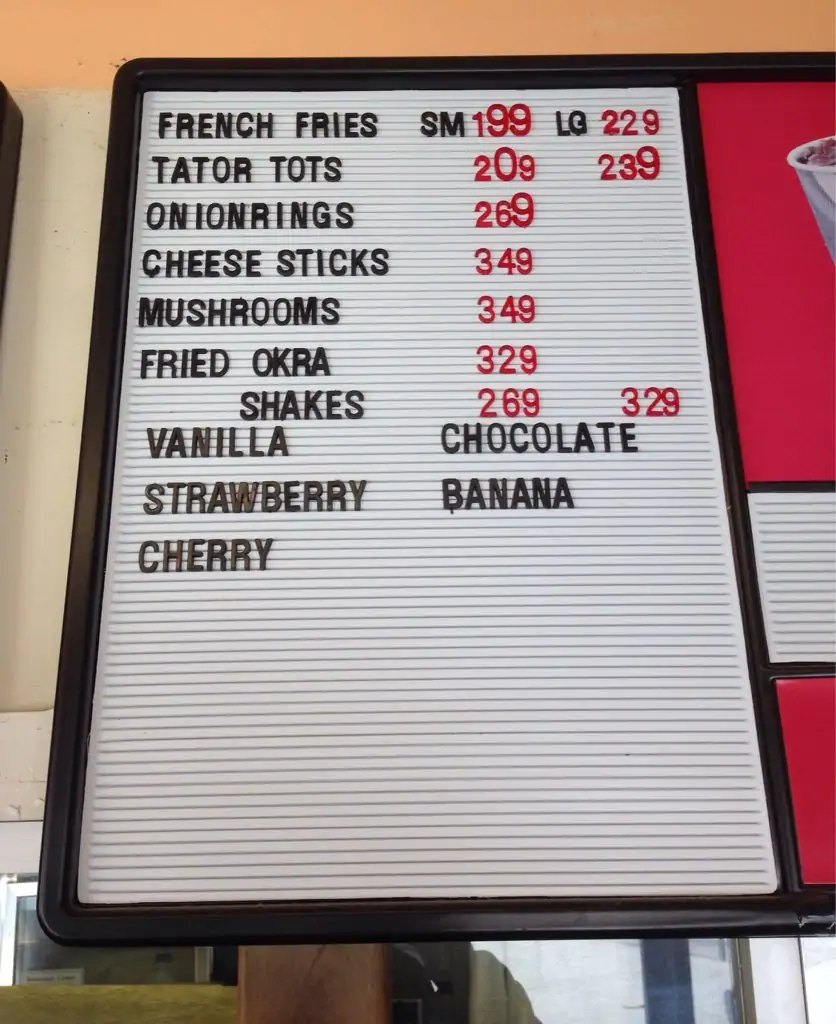 FRENCH FRIES SM 199 LG 229
TATOR TOTS 209 239
ONIONRINGS 269
CHEESE STICKS 349
MUSHROOMS 349
FRIED OKRA 329
SHAKES 269 329
VANILLA CHOCOLATE
STRAWBERRY BANANA
CHERRY